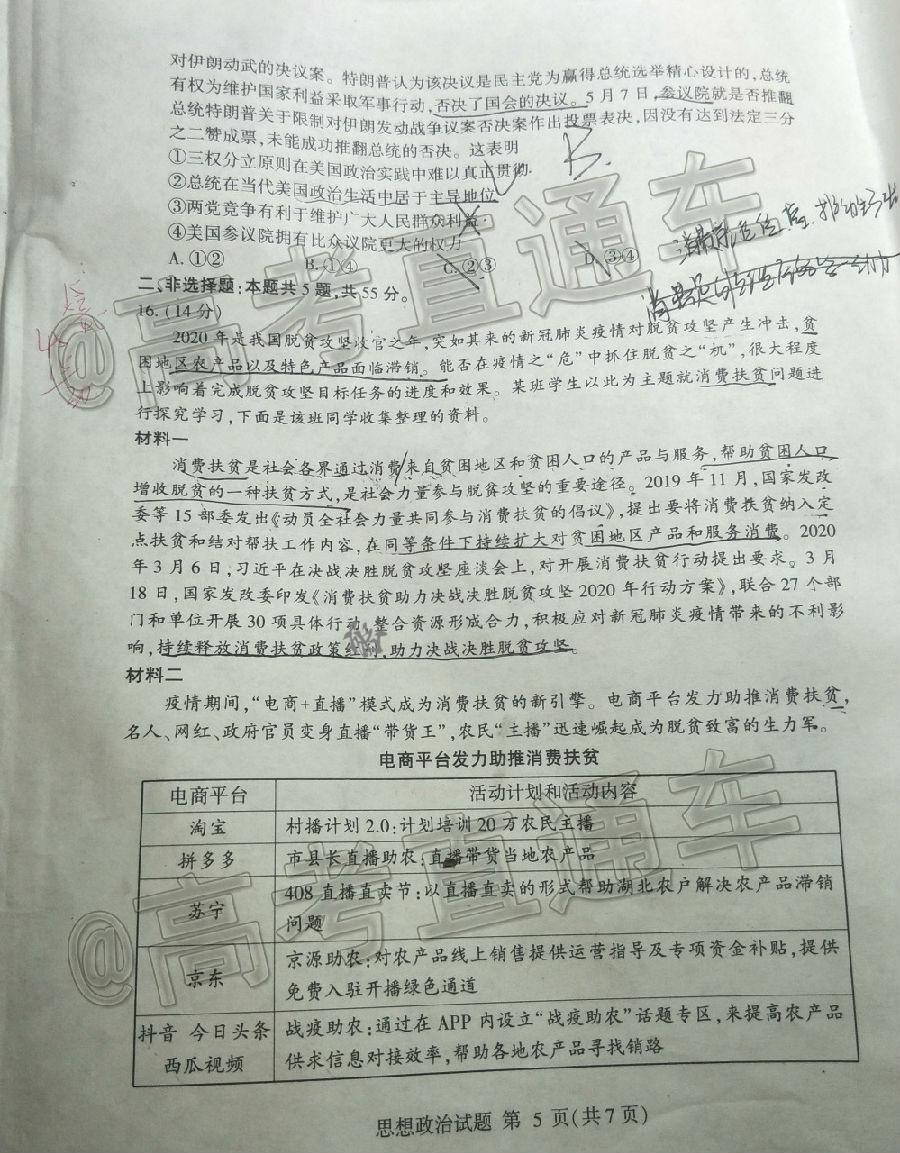 对伊朗动武的决议案。特朗普认为该决议是民主党为赢得总统选举精心设计的,总统
有权为维护国家利益采取军事行动,否决了国会的决议。5月7日,参议院就是否推翻
总统特朗普关于限制对伊朗发动战争议案否决案作出投票表决,因没有达到法定三分
之二赞成票,未能成功推翻总统的否决。这表明
B.
①三权分立原则在美国政治实践中难以真正贯彻
②总统在当代美国政治生活中居于主导地位
③两党竞争有利于维护广大人民群众利益
④美国参议院拥有比众议院更大的权力
A. ①② B. ①④ C. ②③ D. ③④
二、非选择题:本题共5题,共55分。
16. (14分)
2020年是我国脱贫攻坚收官之年,突如其来的新冠肺炎疫情对脱贫攻坚产生冲击,贫
困地区农产品以及特色产品面临滞销。能否在疫情之“危”中抓住脱贫之“机”,很大程度
上影响着完成脱贫攻坚目标任务的进度和效果。某班学生以此为主题就消费扶贫问题进
行探究学习,下面是该班同学收集整理的资料。
材料一
消费扶贫是社会各界通过消费来自贫困地区和贫困人口的产品与服务,帮助贫困人口
增收脱贫的一种扶贫方式,是社会力量参与脱贫攻坚的重要途径。2019年11月,国家发改
委等15部委发出《动员全社会力量共同参与消费扶贫的倡议》,提出要将消费扶贫纳入定
点扶贫和结对帮扶工作内容,在同等条件下持续扩大对贫困地区产品和服务消费。2020
年3月6日,习近平在决战决胜脱贫攻坚座谈会上,对开展消费扶贫行动提出要求。3月
18日,国家发改委印发《消费扶贫助力决战决胜脱贫攻坚2020年行动方案》,联合27个部
门和单位开展30项具体行动,整合资源形成合力,积极应对新冠肺炎疫情带来的不利影
响,持续释放消费扶贫政策红利,助力决战决胜脱贫攻坚。
材料二
疫情期间,“电商+直播”模式成为消费扶贫的新引擎。电商平台发力助推消费扶贫,
名人、网红、政府官员变身直播“带货王”,农民“主播”迅速崛起成为脱贫致富的生力军。
电商平台发力助推消费扶贫
电商平台 活动计划和活动内容
淘宝 村播计划2.0:计划培训20万农民主播
拼多多 市县长直播助农:直播带货当地农产品
苏宁 408直播直卖节:以直播直卖的形式帮助湖北农户解决农产品滞销
问题
京东 京源助农:对农产品线上销售提供运营指导及专项资金补贴,提供
免费入驻开播绿色通道
抖音 今日头条 战疫助农:通过在APP内设立“战疫助农”话题专区,来提高农产品
西瓜视频 供求信息对接效率,帮助各地农产品寻找销路
思想政治试题 第5页(共7页)
@高考直通车
@高考直通车